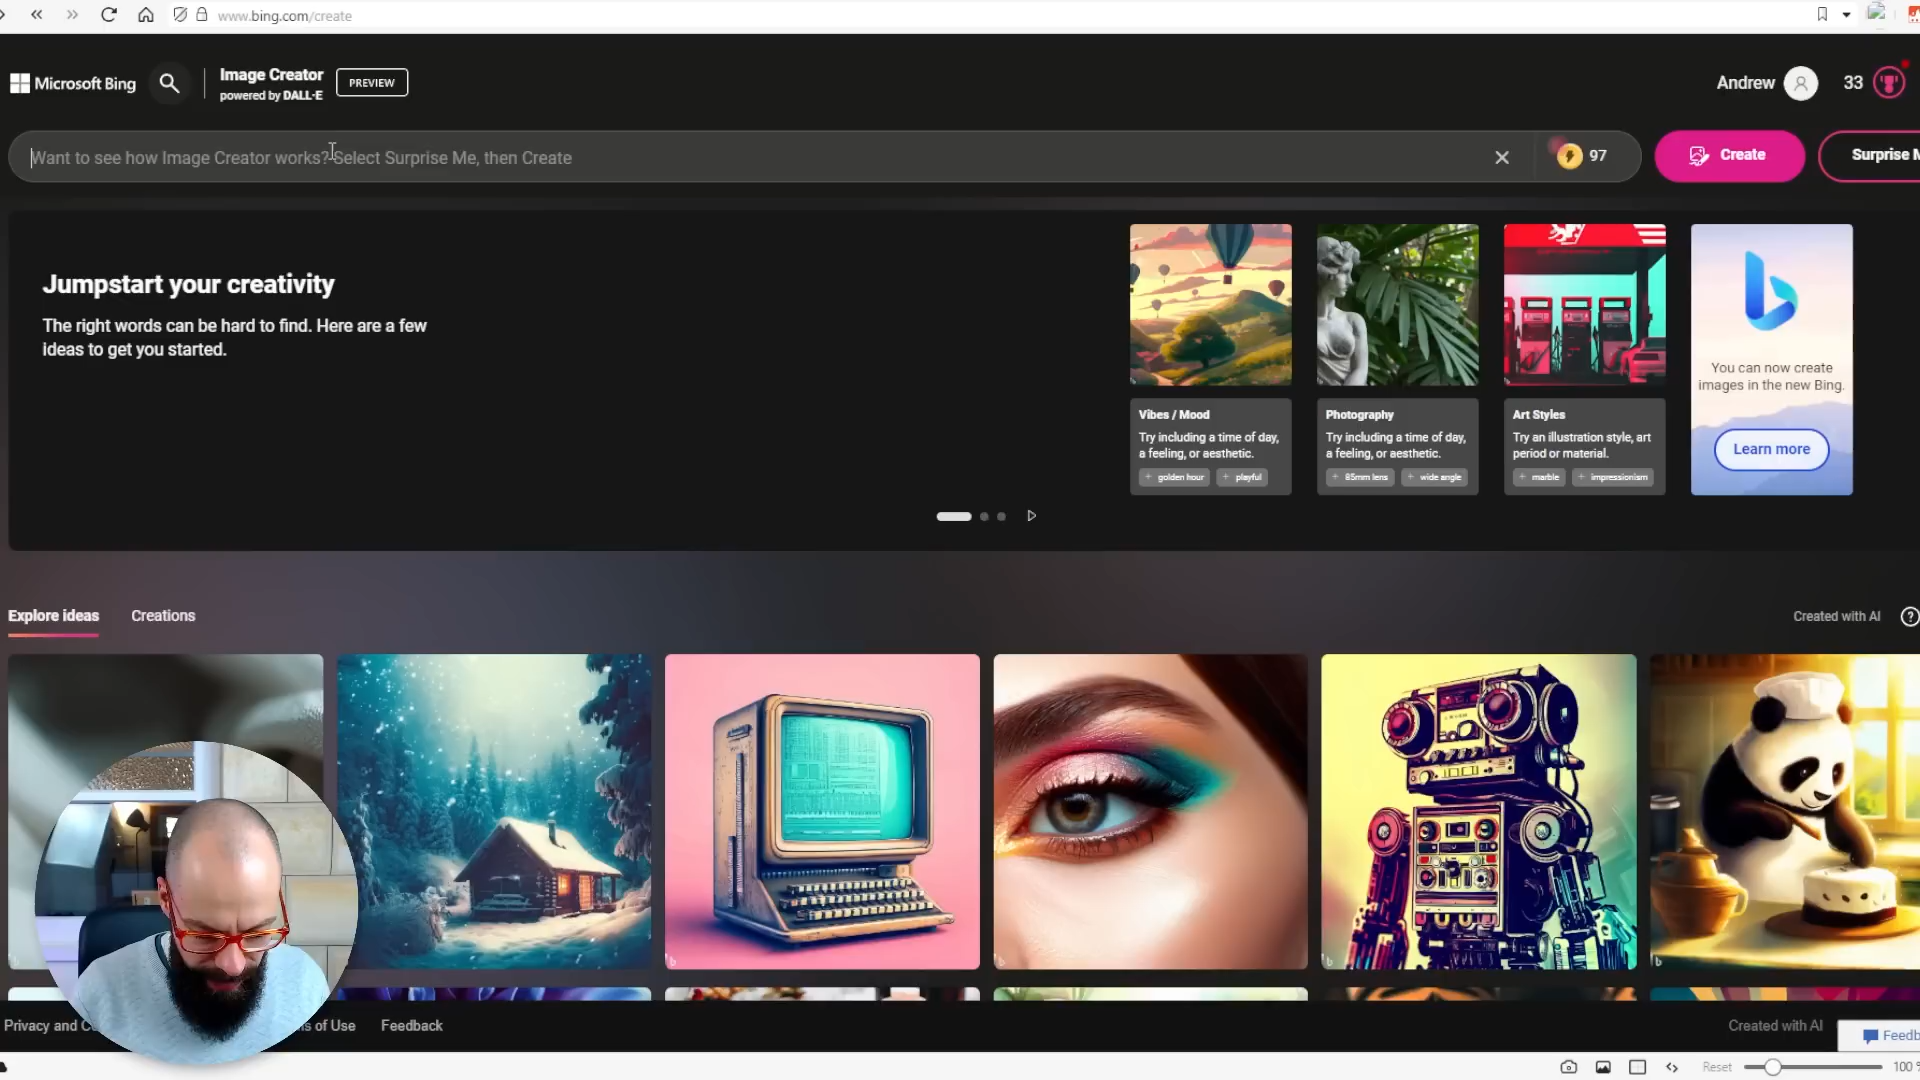 www.bing.com/create
Microsoft Bing
Image Creator
powered by DALL·E
PREVIEW
Andrew
33
Want to see how Image Creator works? Select Surprise Me, then Create
97
Create
Surprise M
Jumpstart your creativity
The right words can be hard to find. Here are a few
ideas to get you started.
Vibes / Mood
Try including a time of day,
a feeling, or aesthetic.
+ golden hour
+ playful
Photography
Try including a time of day,
a feeling, or aesthetic.
+ 85mm lens
+ wide angle
Art Styles
Try an illustration style, art
period or material.
+ marble
+ impressionism
You can now create
images in the new Bing.
Learn more
Explore ideas
Creations
Created with AI
Privacy and C
s of Use
Feedback
Created with AI
Feedb
Reset
100 %